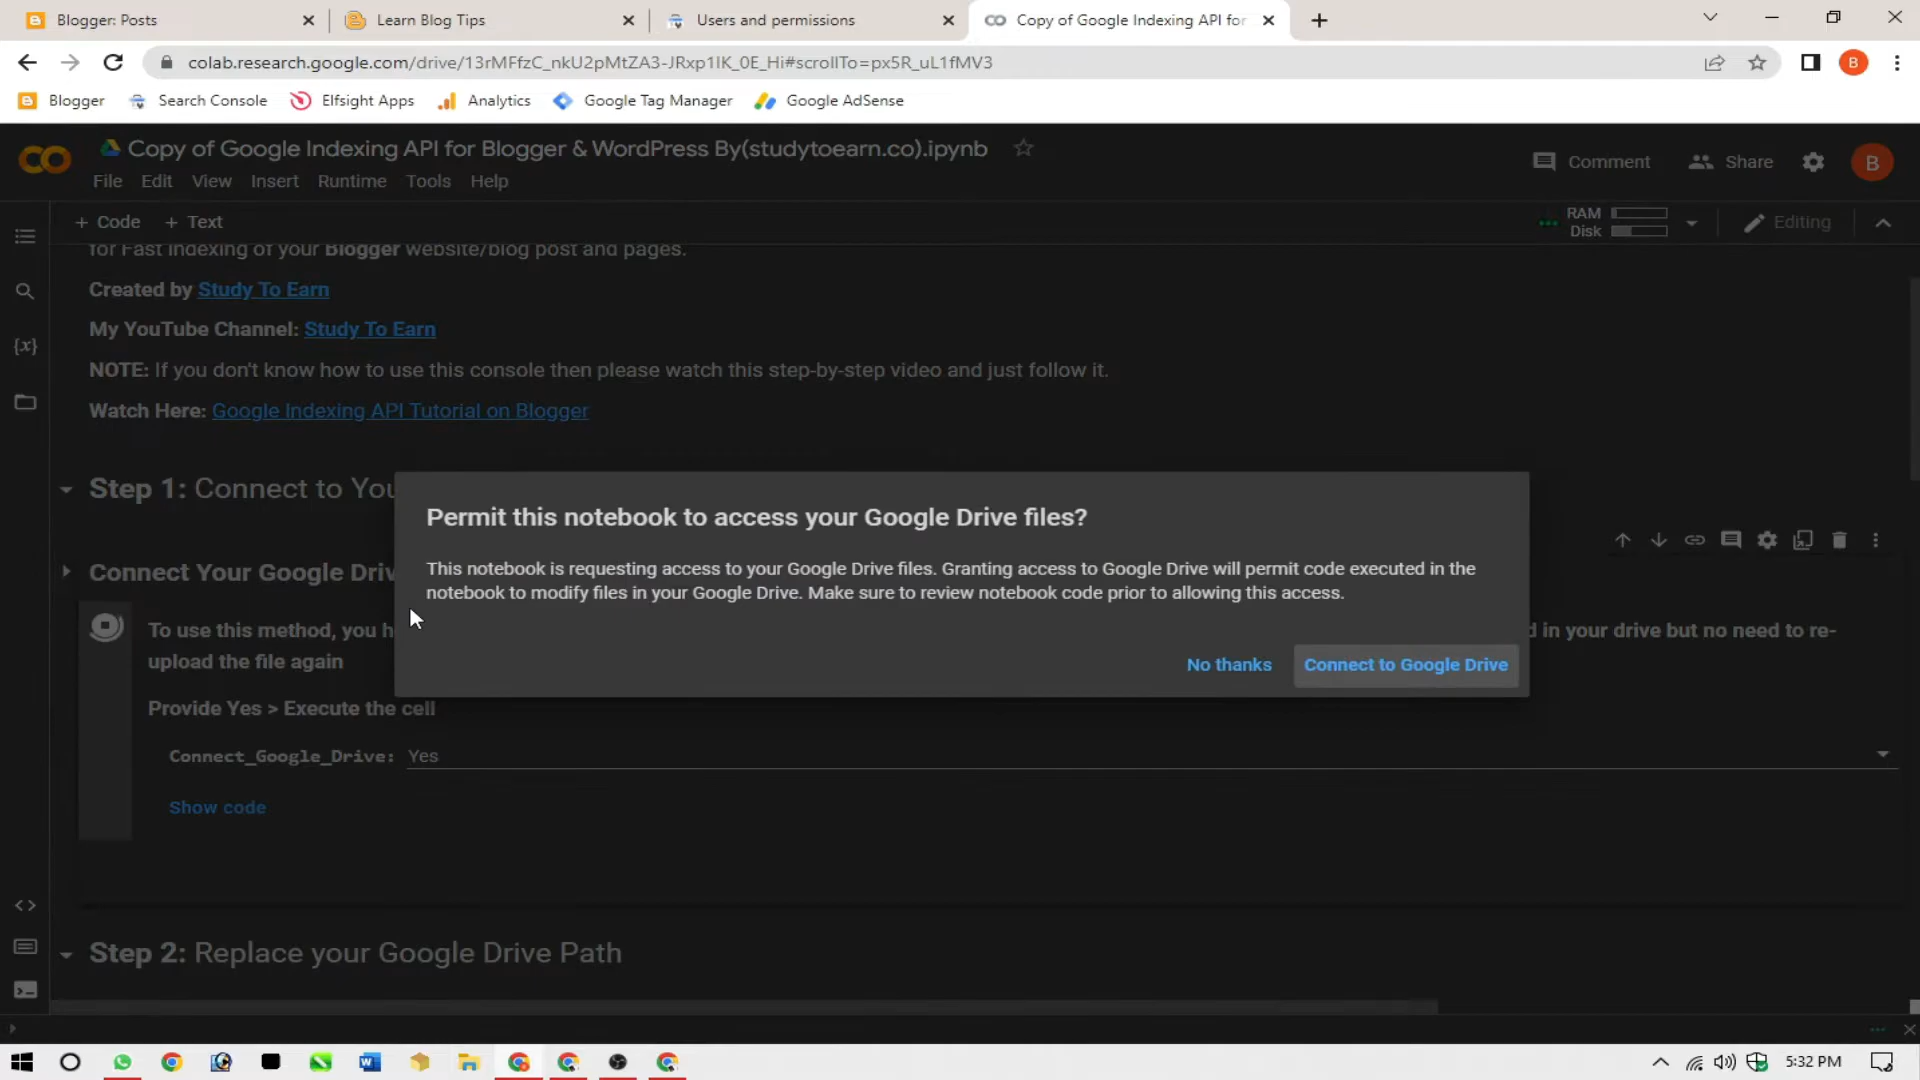 Blogger: Posts
Learn Blog Tips
Users and permissions
Copy of Google Indexing API for
colab.research.google.com/drive/13rMFfzC_nkU2pMtZA3-JRxp1IK_0E_Hi#scrollTo=px5R_uL1fMV3
B
Blogger
Search Console
Elfsight Apps
Analytics
Google Tag Manager
Google AdSense
Copy of Google Indexing API for Blogger & WordPress By(studytoearn.co).ipynb
Comment
Share
B
File Edit View Insert Runtime Tools Help
+ Code + Text
RAM
Disk
Editing
for Fast Indexing of your Blogger website/blog post and pages.
Created by Study To Earn
My YouTube Channel: Study To Earn
NOTE: If you don't know how to use this console then please watch this step-by-step video and just follow it.
Watch Here: Google Indexing API Tutorial on Blogger
Step 1: Connect to You
Permit this notebook to access your Google Drive files?
This notebook is requesting access to your Google Drive files. Granting access to Google Drive will permit code executed in the
notebook to modify files in your Google Drive. Make sure to review notebook code prior to allowing this access.
No thanks
Connect to Google Drive
Connect Your Google Driv
To use this method, you h
d in your drive but no need to re-
upload the file again
Provide Yes > Execute the cell
Connect_Google_Drive: Yes
Show code
Step 2: Replace your Google Drive Path
5:32 PM